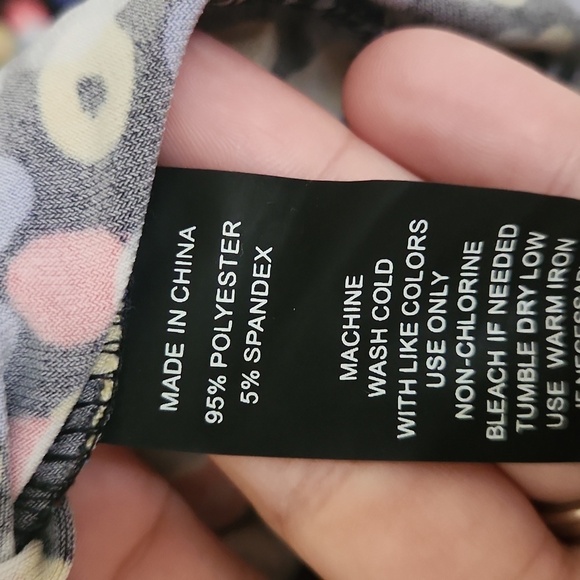 MADE IN CHINA
95% POLYESTER
5% SPANDEX
MACHINE
WASH COLD
WITH LIKE COLORS
USE ONLY
NON-CHLORINE
BLEACH IF NEEDED
TUMBLE DRY LOW
USE WARM IRON